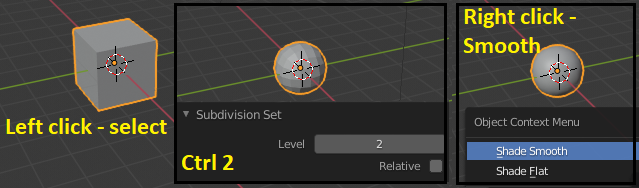 Left click - select
Subdivision Set
Level 2
Relative
Ctrl 2
Right click -
Smooth
Object Context Menu
Shade Smooth
Shade Flat